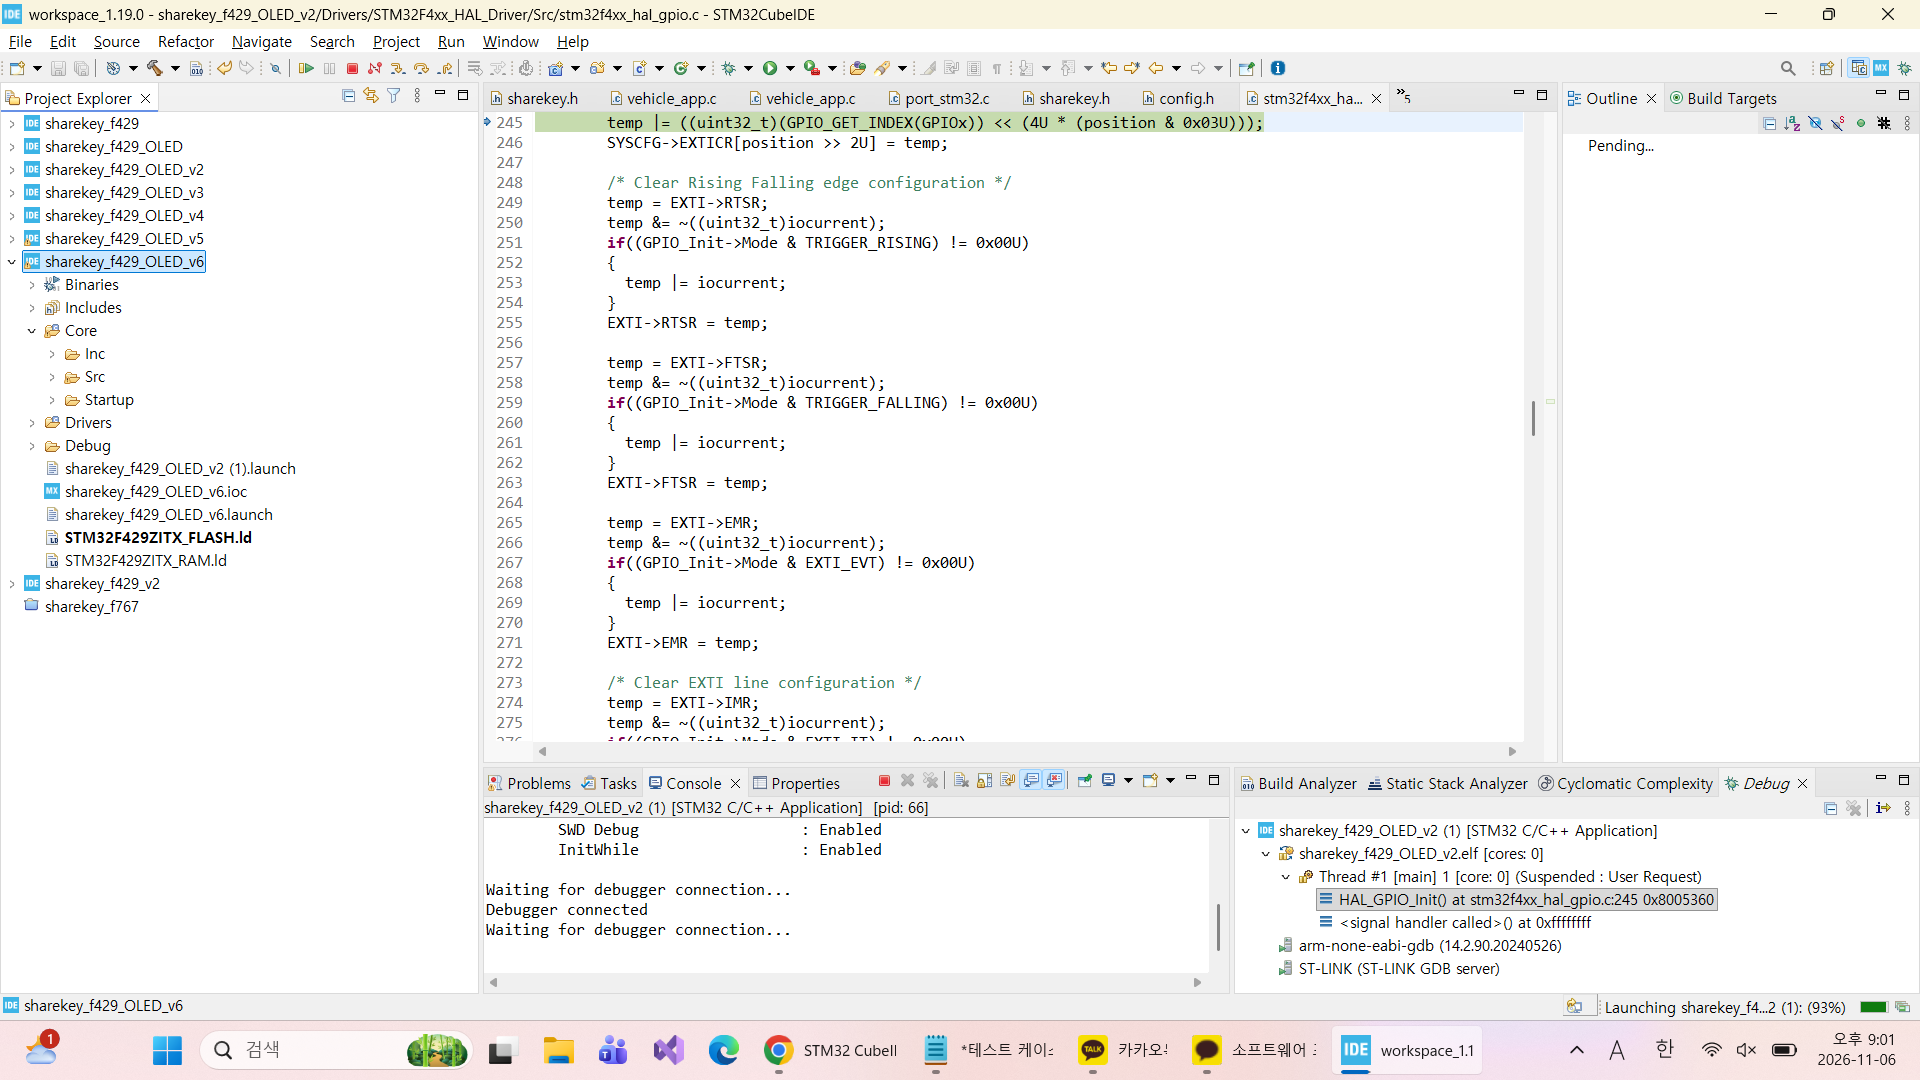 IDE workspace_1.19.0 - sharekey_f429_OLED_v2/Drivers/STM32F4xx_HAL_Driver/Src/stm32f4xx_hal_gpio.c - STM32CubeIDE
File Edit Source Refactor Navigate Search Project Run Window Help
Project Explorer
sharekey_f429
sharekey_f429_OLED
sharekey_f429_OLED_v2
sharekey_f429_OLED_v3
sharekey_f429_OLED_v4
sharekey_f429_OLED_v5
sharekey_f429_OLED_v6
Binaries
Includes
Core
Inc
Src
Startup
Drivers
Debug
sharekey_f429_OLED_v2 (1).launch
sharekey_f429_OLED_v6.ioc
sharekey_f429_OLED_v6.launch
STM32F429ZITX_FLASH.ld
STM32F429ZITX_RAM.ld
sharekey_f429_v2
sharekey_f767
sharekey.h vehicle_app.c vehicle_app.c port_stm32.c sharekey.h config.h stm32f4xx_ha... »5
245 temp |= ((uint32_t)(GPIO_GET_INDEX(GPIOx)) << (4U * (position & 0x03U)));
246 SYSCFG->EXTICR[position >> 2U] = temp;
247
248 /* Clear Rising Falling edge configuration */
249 temp = EXTI->RTSR;
250 temp &= ~((uint32_t)iocurrent);
251 if((GPIO_Init->Mode & TRIGGER_RISING) != 0x00U)
252 {
253 temp |= iocurrent;
254 }
255 EXTI->RTSR = temp;
256
257 temp = EXTI->FTSR;
258 temp &= ~((uint32_t)iocurrent);
259 if((GPIO_Init->Mode & TRIGGER_FALLING) != 0x00U)
260 {
261 temp |= iocurrent;
262 }
263 EXTI->FTSR = temp;
264
265 temp = EXTI->EMR;
266 temp &= ~((uint32_t)iocurrent);
267 if((GPIO_Init->Mode & EXTI_EVT) != 0x00U)
268 {
269 temp |= iocurrent;
270 }
271 EXTI->EMR = temp;
272
273 /* Clear EXTI line configuration */
274 temp = EXTI->IMR;
275 temp &= ~((uint32_t)iocurrent);
276 if((GPIO_Init->Mode & EXTI_IT) != 0x00U)
Outline Build Targets
Pending...
Problems Tasks Console Properties
sharekey_f429_OLED_v2 (1) [STM32 C/C++ Application] [pid: 66]
SWD Debug : Enabled
InitWhile : Enabled
Waiting for debugger connection...
Debugger connected
Waiting for debugger connection...
Build Analyzer Static Stack Analyzer Cyclomatic Complexity Debug
sharekey_f429_OLED_v2 (1) [STM32 C/C++ Application]
sharekey_f429_OLED_v2.elf [cores: 0]
Thread #1 [main] 1 [core: 0] (Suspended : User Request)
HAL_GPIO_Init() at stm32f4xx_hal_gpio.c:245 0x8005360
<signal handler called>() at 0xffffffff
arm-none-eabi-gdb (14.2.90.20240526)
ST-LINK (ST-LINK GDB server)
IDE sharekey_f429_OLED_v6
Launching sharekey_f4...2 (1): (93%)
1
검색
STM32 CubeII
*테스트 케이스
TALK
카카오
소프트웨어
IDE workspace_1.1
A 한
오후 9:01
2026-11-06